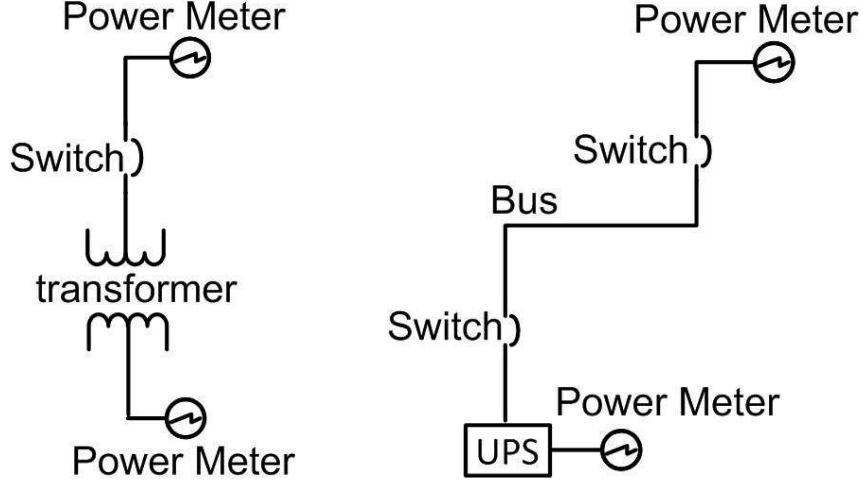 Power Meter
Switch
transformer
Power Meter
Power Meter
Switch
Bus
Switch
Power Meter
UPS